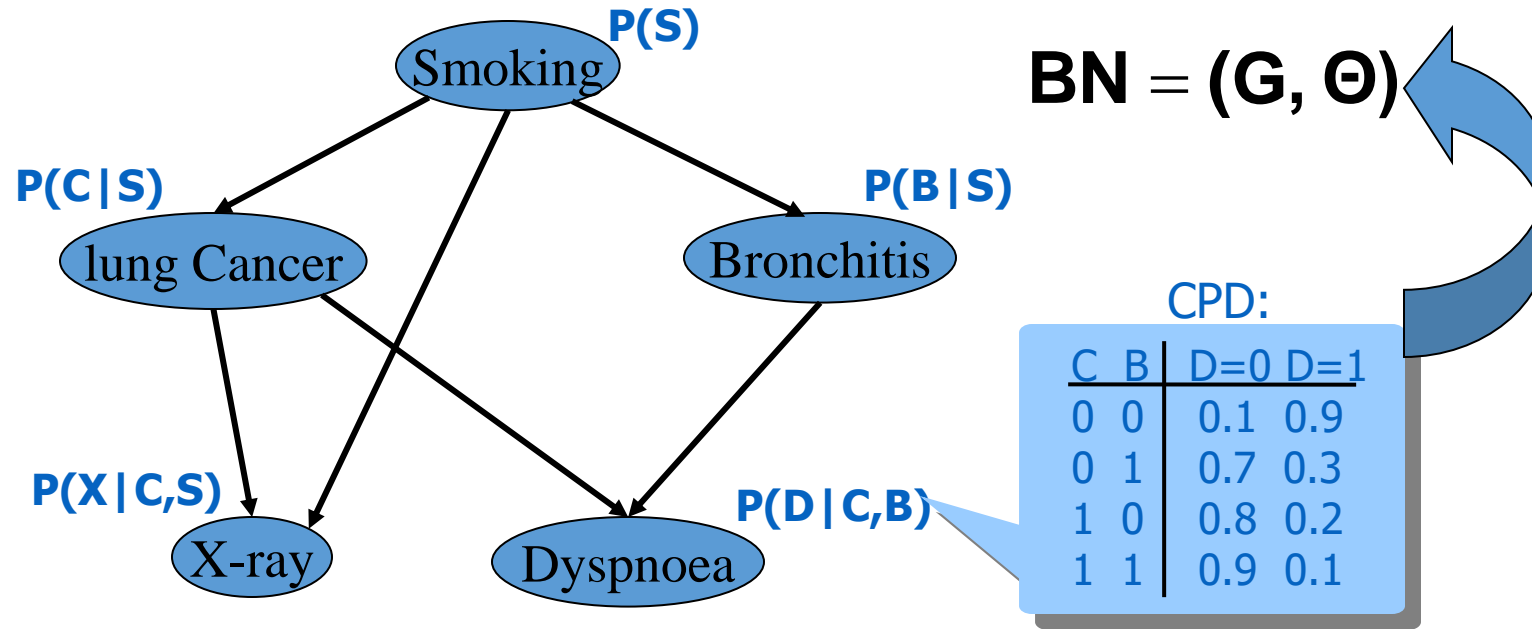 P(S)
Smoking
BN = (G, Θ)
P(C|S)
P(B|S)
lung Cancer
Bronchitis
CPD:
C B D=0 D=1
0 0 0.1 0.9
0 1 0.7 0.3
1 0 0.8 0.2
1 1 0.9 0.1
P(X|C,S)
P(D|C,B)
X-ray
Dyspnoea